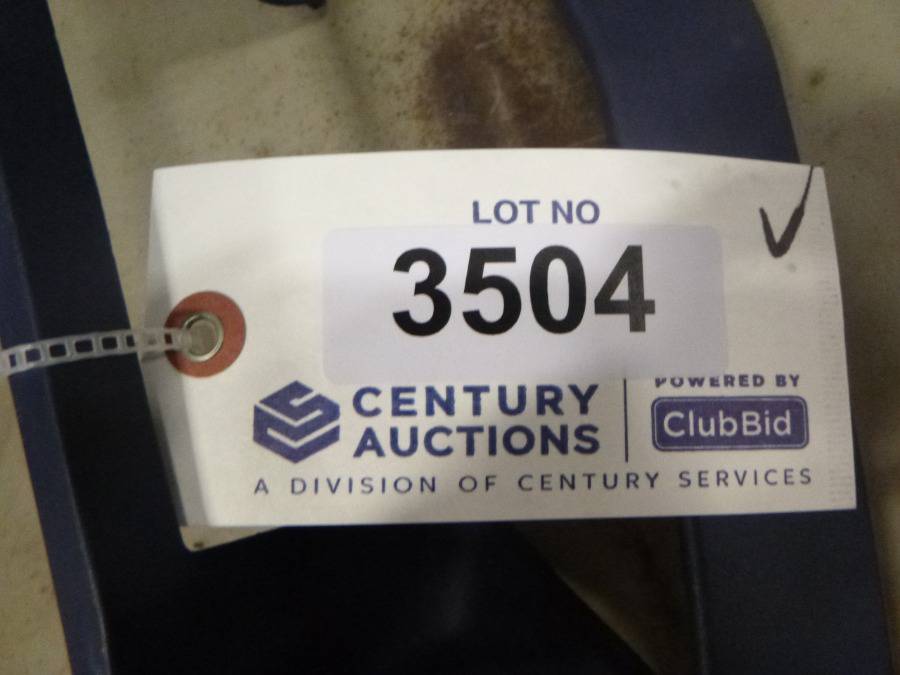 LOT NO
3504
CENTURY
AUCTIONS
POWERED BY
ClubBid
A DIVISION OF CENTURY SERVICES